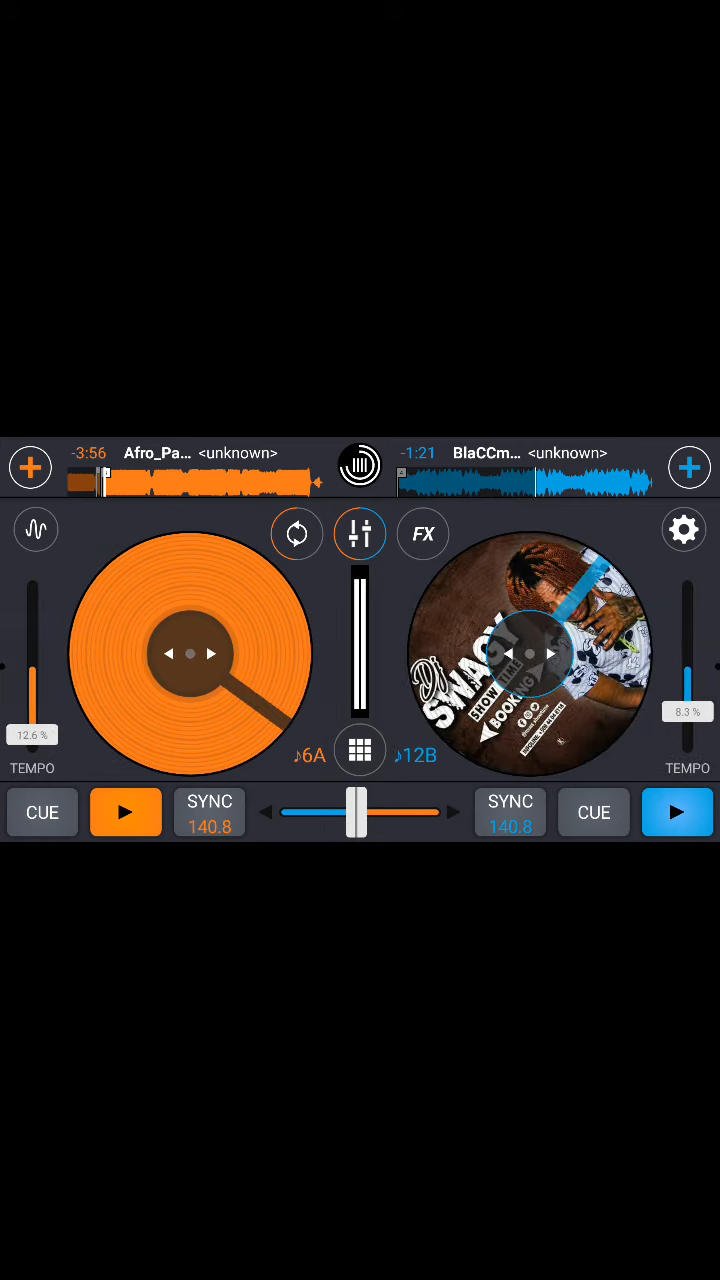 -3:56 Afro_Pa... <unknown>
-1:21 BlaCCm... <unknown>
FX
Dj
SWAGY
SHOW TIME
BOOKING
12.6 %
8.3 %
TEMPO
♪6A
♪12B
TEMPO
CUE
SYNC
140.8
SYNC
140.8
CUE